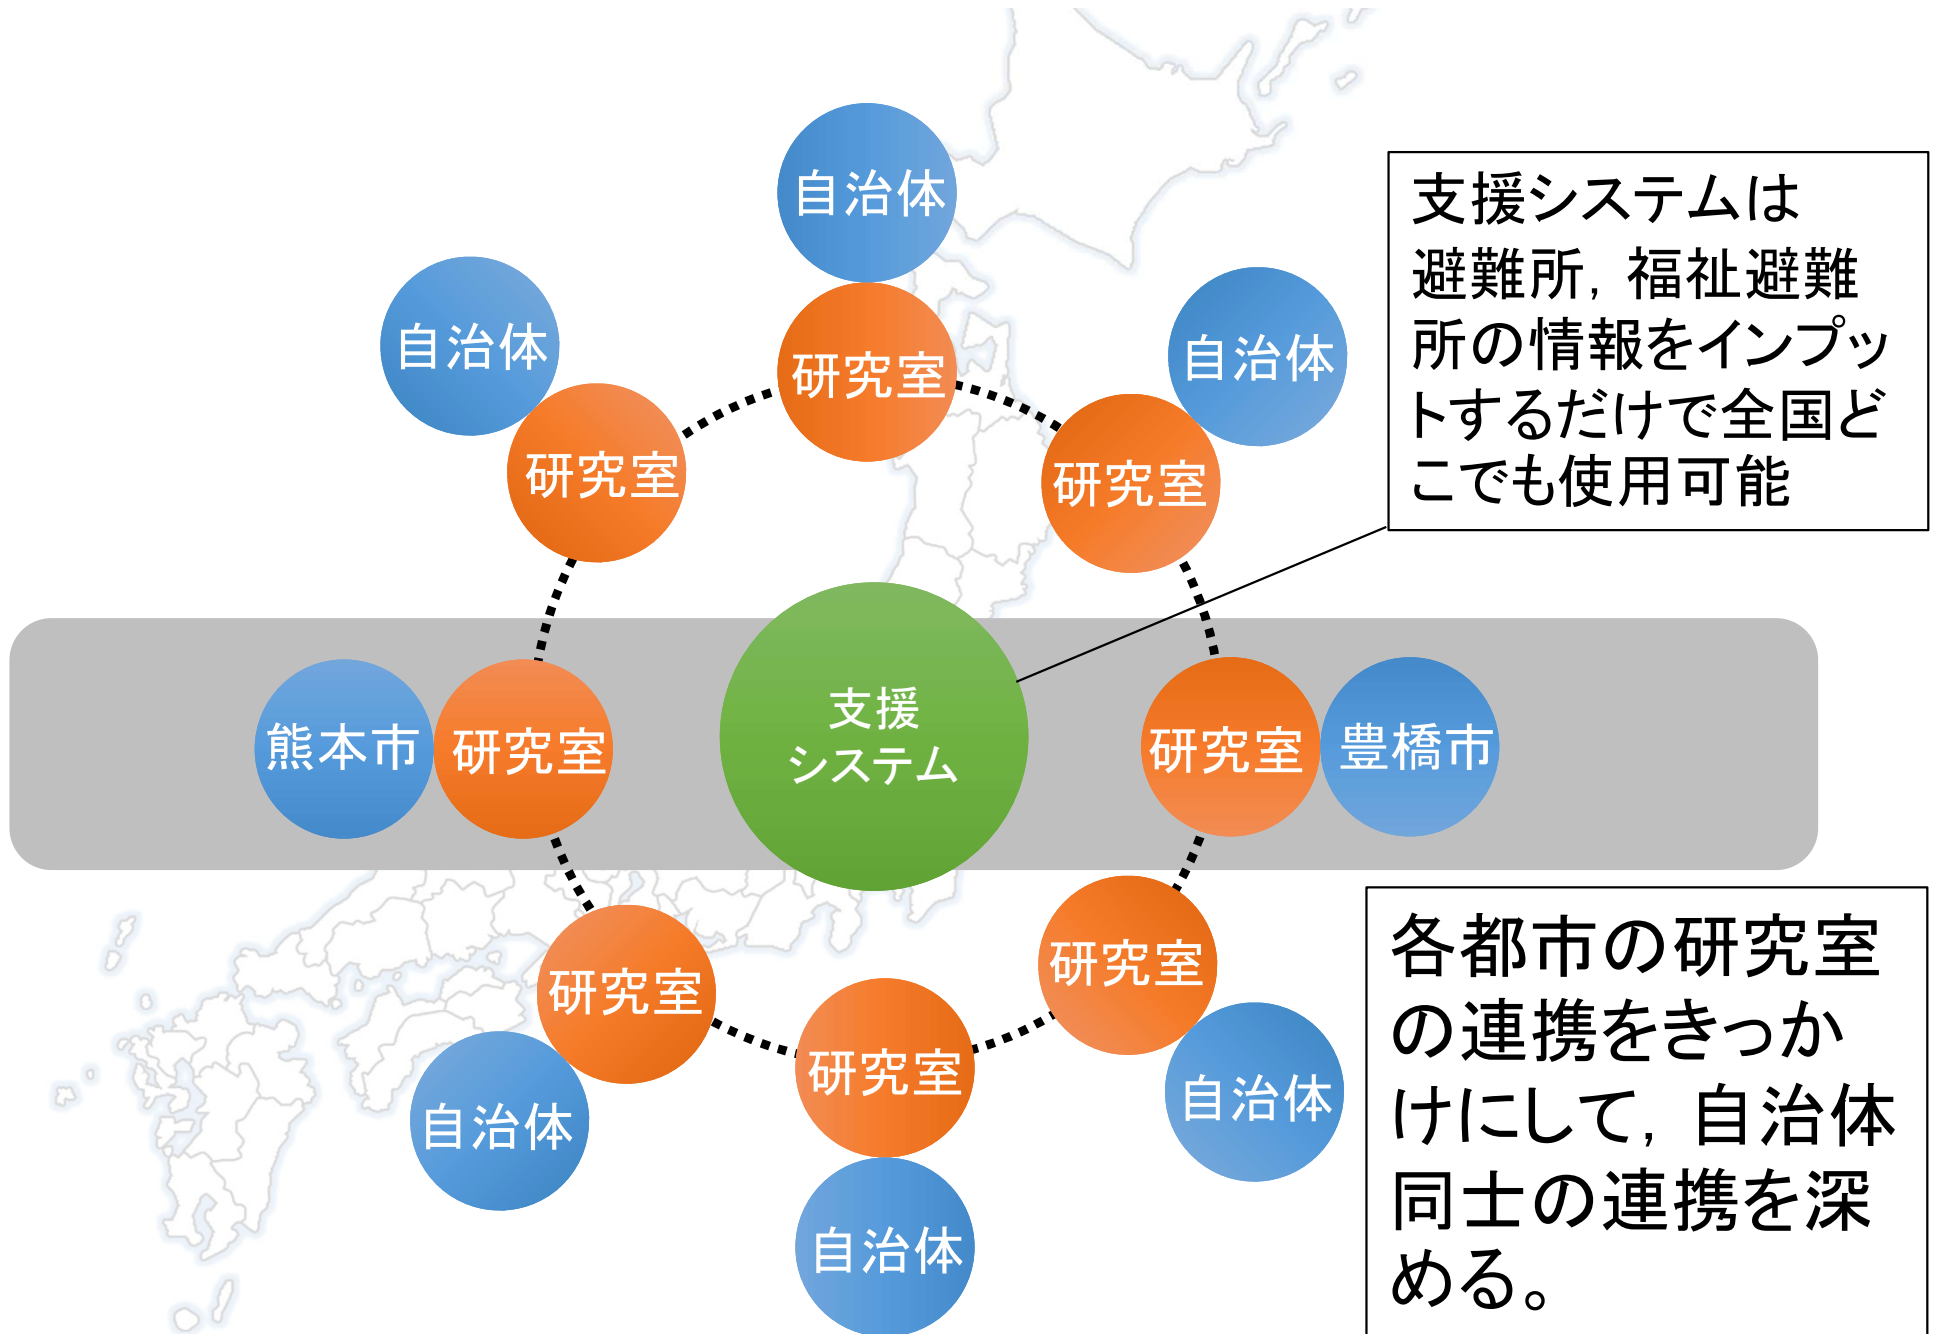 自治体
支援システムは
避難所，福祉避難
所の情報をインプッ
トするだけで全国ど
こでも使用可能
自治体
研究室
自治体
研究室
研究室
熊本市
研究室
支援
システム
研究室
豊橋市
研究室
研究室
研究室
自治体
自治体
自治体
各都市の研究室
の連携をきっか
けにして，自治体
同士の連携を深
める。